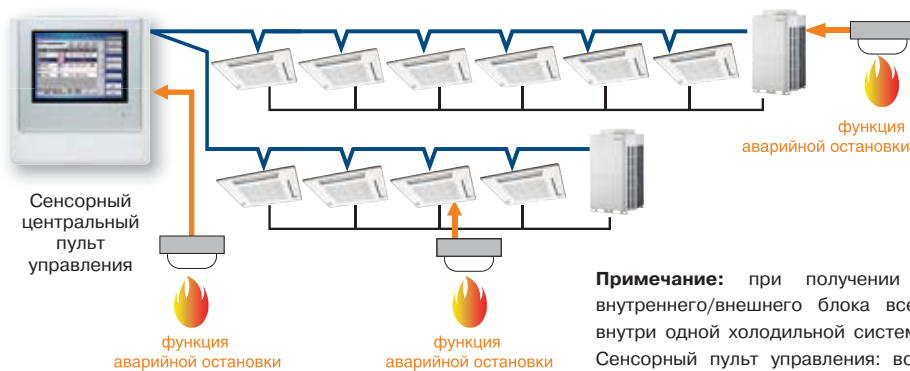 функция
аварийной остановки
Сенсорный
центральный
пульт
управления
функция
аварийной остановки
функция
аварийной остановки
Примечание: при получении
внутреннего/внешнего блока все
внутри одной холодильной систем
Сенсорный пульт управления: во